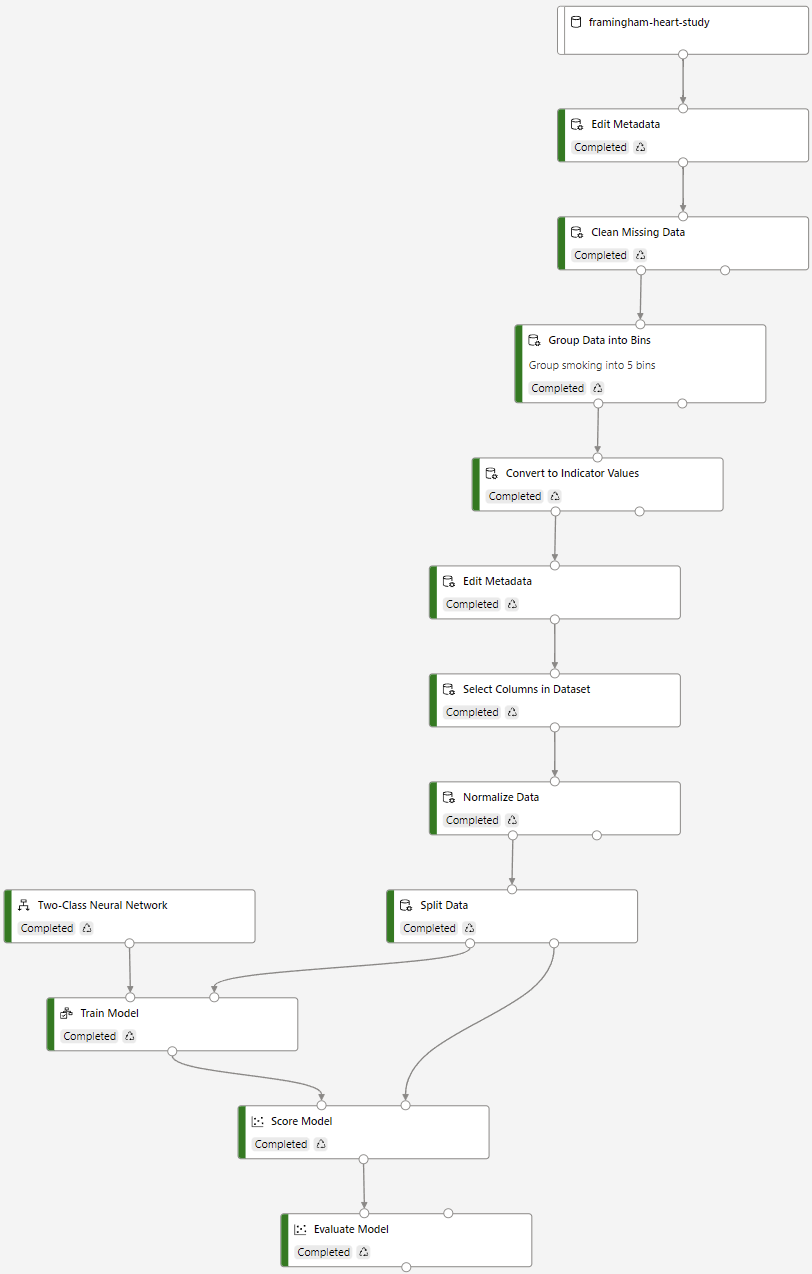 framingham-heart-study
Edit Metadata
Completed
Clean Missing Data
Completed
Group Data into Bins
Group smoking into 5 bins
Completed
Convert to Indicator Values
Completed
Edit Metadata
Completed
Select Columns in Dataset
Completed
Normalize Data
Completed
Two-Class Neural Network
Completed
Split Data
Completed
Train Model
Completed
Score Model
Completed
Evaluate Model
Completed